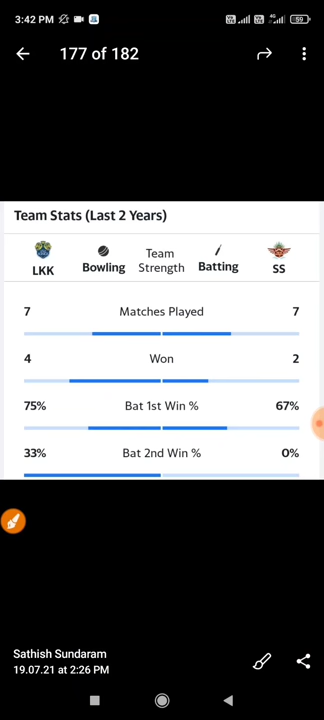 3:42 PM
4G
59
177 of 182
Team Stats (Last 2 Years)
LKK Bowling Team Strength Batting SS
7 Matches Played 7
4 Won 2
75% Bat 1st Win % 67%
33% Bat 2nd Win % 0%
Sathish Sundaram
19.07.21 at 2:26 PM